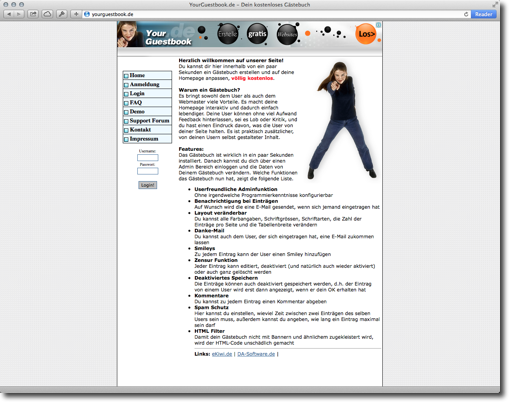 YourGuestbook.de – Dein kostenloses Gästebuch
yourguestbook.de
Reader
Your .de
Guestbook
Erstelle
gratis
Los>
Home
Anmeldung
Login
FAQ
Demo
Support Forum
Kontakt
Impressum
Username:
Passwort:
Login!
Herzlich willkommen auf unserer Seite!
Du kannst dir hier innerhalb von ein paar
Sekunden ein Gästebuch erstellen und auf deine
Homepage anpassen, völlig kostenlos.
Warum ein Gästebuch?
Es bringt sowohl dem User als auch dem
Webmaster viele Vorteile. Es macht deine
Homepage interaktiv und dadurch einfach
lebendiger. Deine User können ohne viel Aufwand
Feedback hinterlassen, sei es Lob oder Kritik, und
du hast einen Eindruck davon, was die User von
deiner Seite halten. Es ist praktisch zusätzlicher,
von deinen Usern selbst gestalteter Inhalt.
Features:
Das Gästebuch ist wirklich in ein paar Sekunden
installiert. Danach kannst du dich über einen
Admin Bereich einloggen und die Daten von
Deinem Gästebuch verändern. Welche Funktionen
das Gästebuch nun hat, zeigt die folgende Liste.
• Userfreundliche Adminfunktion
Ohne irgendwelche Programmierkenntnisse konfigurierbar
• Benachrichtigung bei Einträgen
Auf Wunsch wird die eine E-Mail gesendet, wenn sich jemand eingetragen hat
• Layout veränderbar
Du kannst alle Farbangaben, Schriftgrössen, Schriftarten, die Zahl der
Einträge pro Seite und die Tabellenbreite verändern
• Danke-Mail
Du kannst auch dem User, der sich eingetragen hat, eine E-Mail zukommen
lassen
• Smileys
Zu jedem Eintrag kann der User einen Smiley hinzufügen
• Zensur Funktion
Jeder Eintrag kann editiert, deaktiviert (und natürlich auch wieder aktiviert)
oder auch ganz gelöscht werden
• Deaktiviertes Speichern
Die Einträge können auch deaktiviert gespeichert werden, d.h. der Eintrag
von einem User wird erst dann angezeigt, wenn er dein OK erhalten hat
• Kommentare
Du kannst zu jedem Eintrag einen Kommentar abgeben
• Spam Schutz
Hier kannst du einstellen, wieviel Zeit zwischen zwei Einträgen des selben
Users sein muss, außerdem kannst du angeben, wie lang ein Eintrag maximal
sein darf
• HTML Filter
Damit dein Gästebuch nicht mit Bannern und ähnlichem zugekleistert wird,
wird der HTML-Code unschädlich gemacht
Links: eKiwi.de | DA-Software.de |